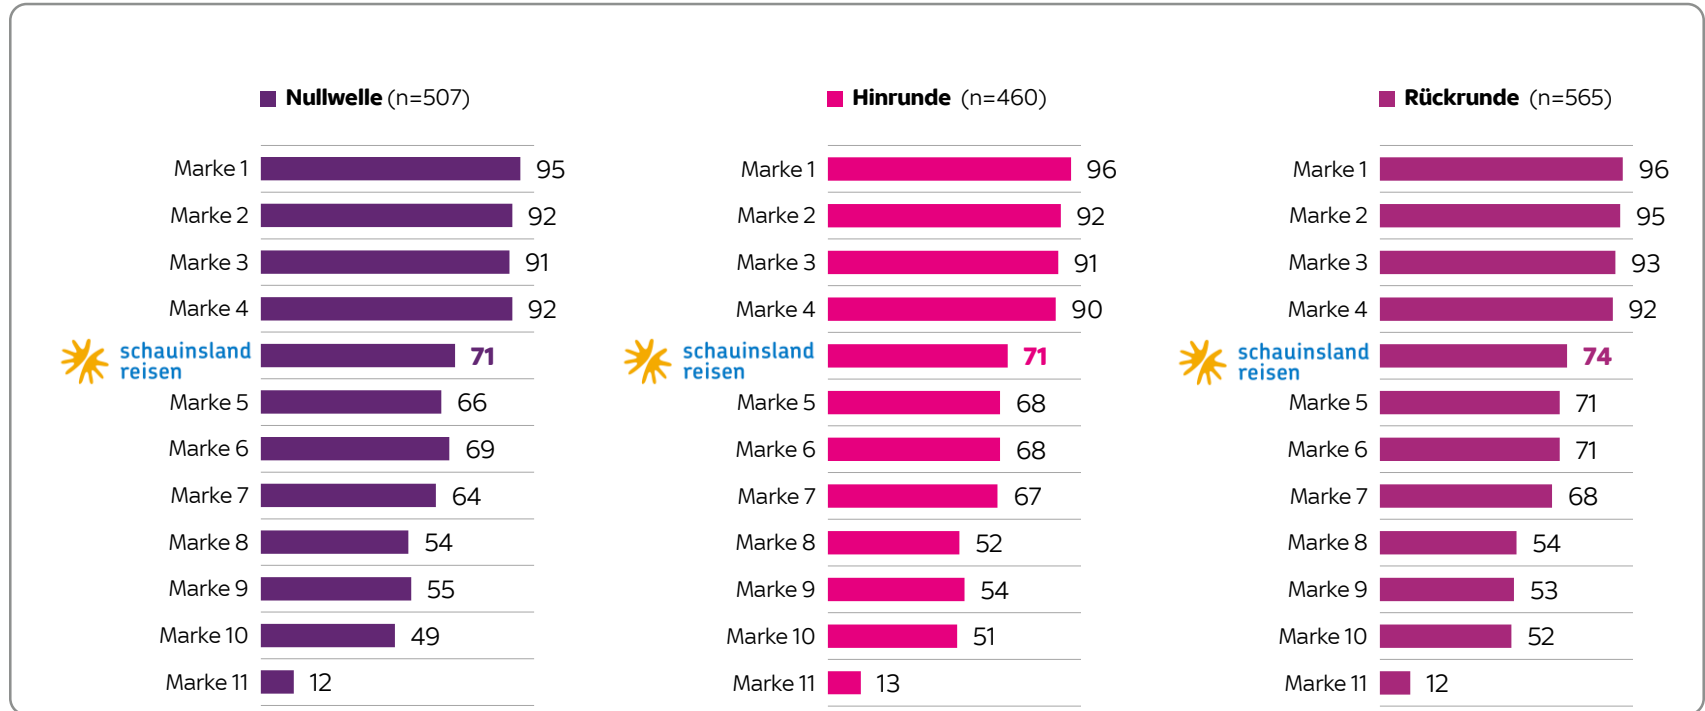 Nullwelle (n=507)
Marke 1 95
Marke 2 92
Marke 3 91
Marke 4 92
schauinsland
reisen
71
Marke 5 66
Marke 6 69
Marke 7 64
Marke 8 54
Marke 9 55
Marke 10 49
Marke 11 12
Hinrunde (n=460)
Marke 1 96
Marke 2 92
Marke 3 91
Marke 4 90
schauinsland
reisen
71
Marke 5 68
Marke 6 68
Marke 7 67
Marke 8 52
Marke 9 54
Marke 10 51
Marke 11 13
Rückrunde (n=565)
Marke 1 96
Marke 2 95
Marke 3 93
Marke 4 92
schauinsland
reisen
74
Marke 5 71
Marke 6 71
Marke 7 68
Marke 8 54
Marke 9 53
Marke 10 52
Marke 11 12